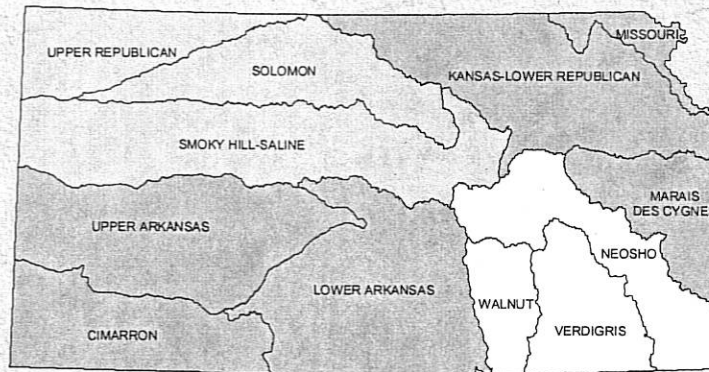 UPPER REPUBLICAN
SOLOMON
KANSAS-LOWER REPUBLICAN
MISSOURI
SMOKY HILL-SALINE
MARAIS
DES CYGNE
UPPER ARKANSAS
LOWER ARKANSAS
NEOSHO
WALNUT
CIMARRON
VERDIGRIS